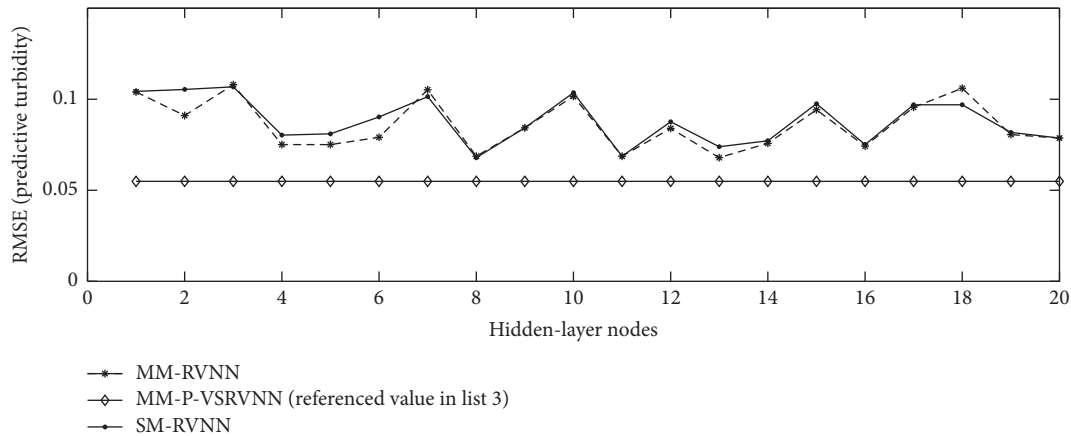 RMSE (predictive turbidity)
0.1
0.05
0
0 2 4 6 8 10 12 14 16 18 20
Hidden-layer nodes
MM-RVNN
MM-P-VSRVNN (referenced value in list 3)
SM-RVNN